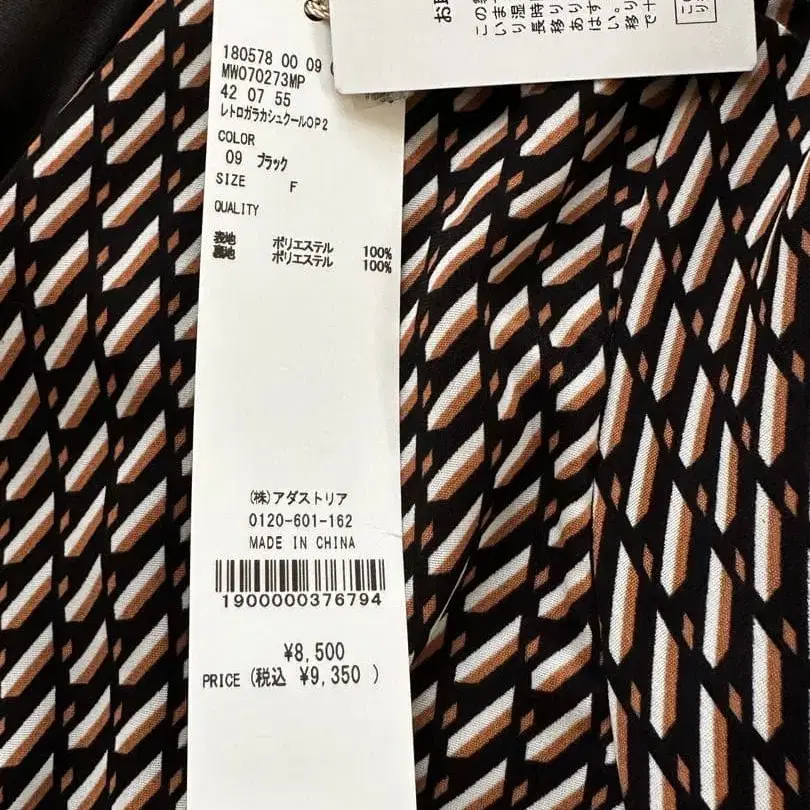 180578 00 09
MW070273MP
42 07 55
レトロガラカシュクールOP2
COLOR
09 ブラック
SIZE F
QUALITY
表地 ポリエステル 100%
裏地 ポリエステル 100%
(株)アダストリア
0120-601-162
MADE IN CHINA
1900000376794
¥8,500
PRICE (税込 ¥9,350 )